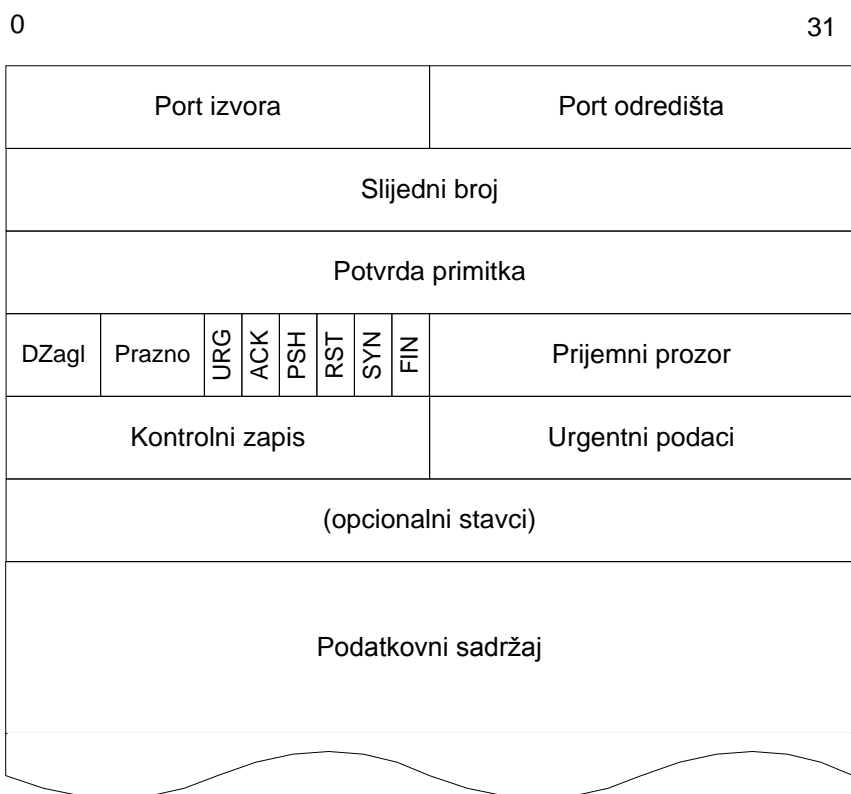 0 31
Port izvora Port odredišta
Slijedni broj
Potvrda primitka
DZagl Prazno URG ACK PSH RST SYN FIN Prijemni prozor
Kontrolni zapis Urgentni podaci
(opcionalni stavci)
Podatkovni sadržaj